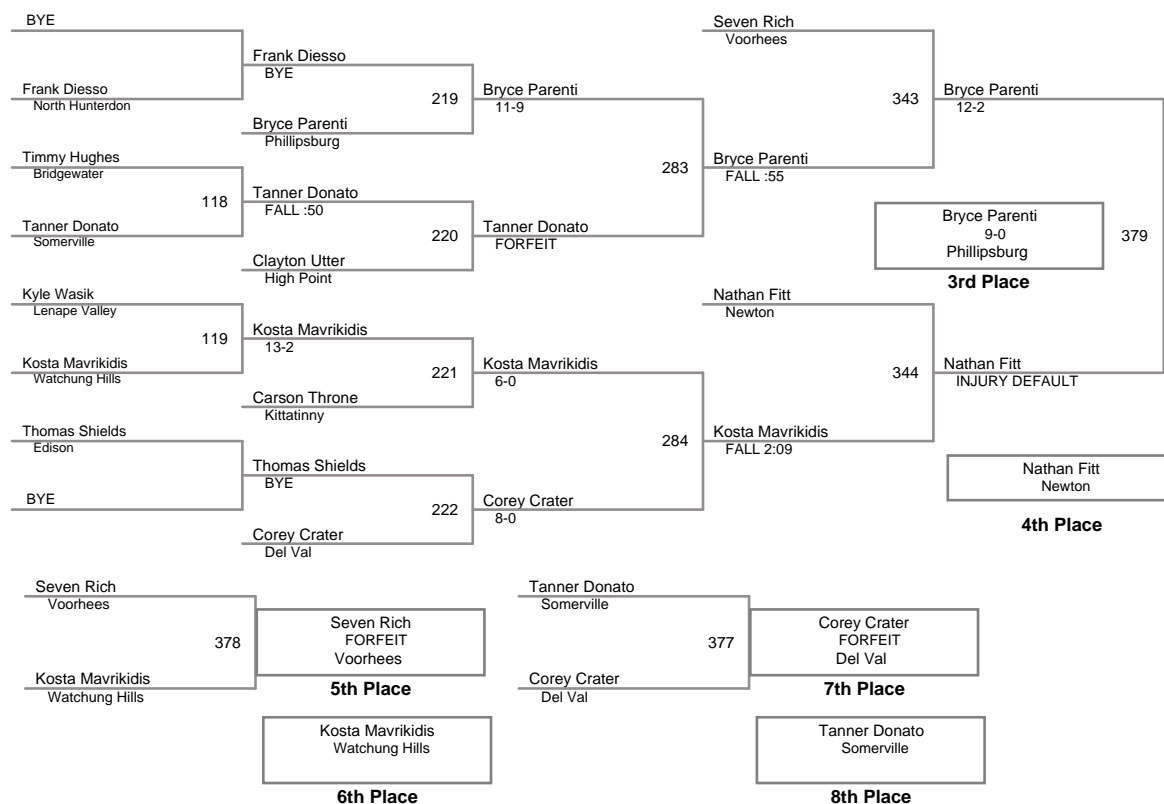 BYE
Frank Diesso
North Hunterdon
Timmy Hughes
Bridgewater
118
Tanner Donato
Somerville
Kyle Wasik
Lenape Valley
119
Kosta Mavrikidis
Watchung Hills
Thomas Shields
Edison
BYE
Frank Diesso
BYE
219
Bryce Parenti
Phillipsburg
Tanner Donato
FALL :50
220
Clayton Utter
High Point
Kosta Mavrikidis
13-2
221
Carson Throne
Kittatinny
Thomas Shields
BYE
222
Corey Crater
Del Val
Bryce Parenti
11-9
283
Tanner Donato
FORFEIT
Kosta Mavrikidis
6-0
284
Corey Crater
8-0
Seven Rich
Voorhees
343
Bryce Parenti
FALL :55
Nathan Fitt
Newton
344
Kosta Mavrikidis
FALL 2:09
Bryce Parenti
12-2
379
Nathan Fitt
INJURY DEFAULT
Bryce Parenti
9-0
Phillipsburg
3rd Place
Nathan Fitt
Newton
4th Place
Seven Rich
Voorhees
378
Kosta Mavrikidis
Watchung Hills
Seven Rich
FORFEIT
Voorhees
5th Place
Kosta Mavrikidis
Watchung Hills
6th Place
Tanner Donato
Somerville
377
Corey Crater
Del Val
Corey Crater
FORFEIT
Del Val
7th Place
Tanner Donato
Somerville
8th Place